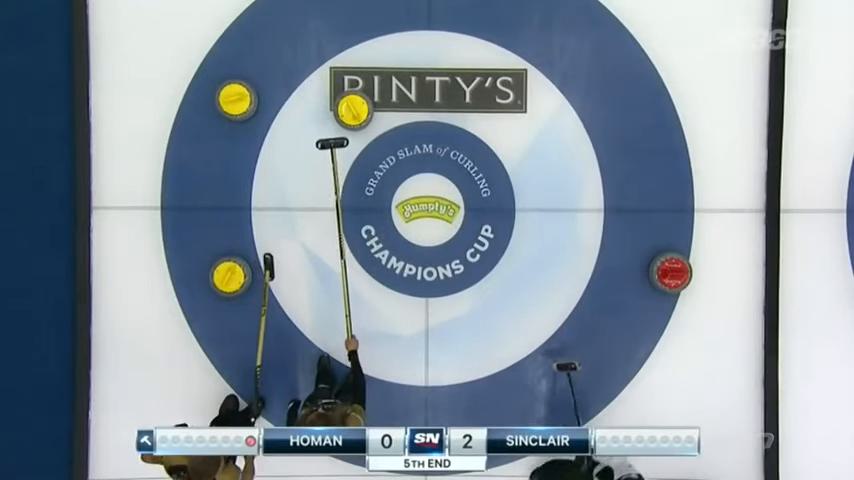 PINTY'S
GRAND SLAM of CURLING
Humpty's
CHAMPIONS CUP
HOMAN 0 SN 2 SINCLAIR
5TH END